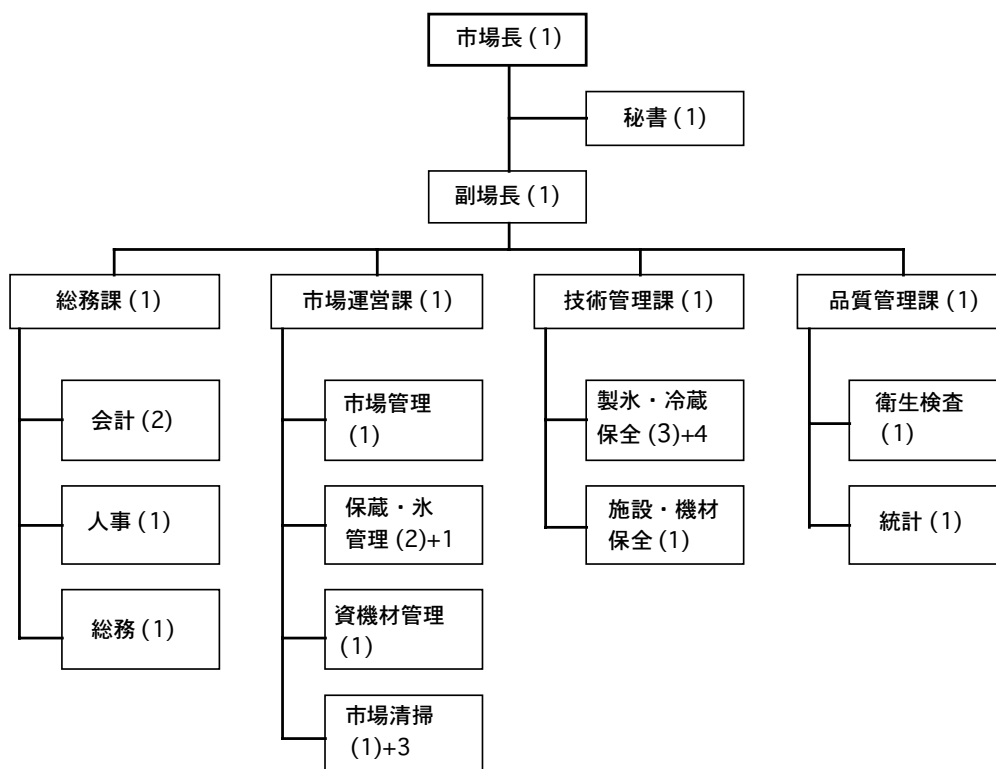 市場長 (1)
秘書 (1)
副場長 (1)
総務課 (1)
市場運営課 (1)
技術管理課 (1)
品質管理課 (1)
会計 (2)
人事 (1)
総務 (1)
市場管理
(1)
保蔵・氷
管理 (2)+1
資機材管理
(1)
市場清掃
(1)+3
製氷・冷蔵
保全 (3)+4
施設・機材
保全 (1)
衛生検査
(1)
統計 (1)